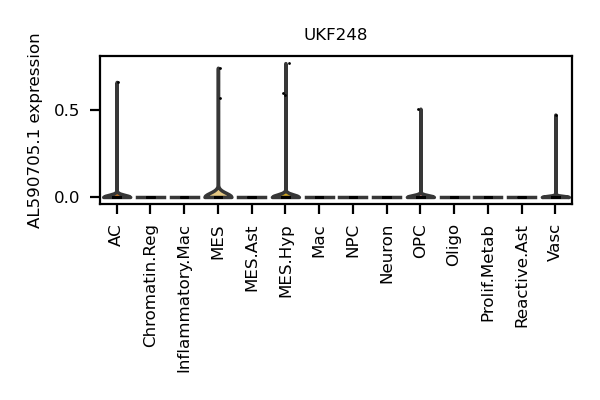 UKF248
AL590705.1 expression
0.5
0.0
AC
Chromatin.Reg
Inflammatory.Mac
MES
MES.Ast
MES.Hyp
Mac
NPC
Neuron
OPC
Oligo
Prolif.Metab
Reactive.Ast
Vasc